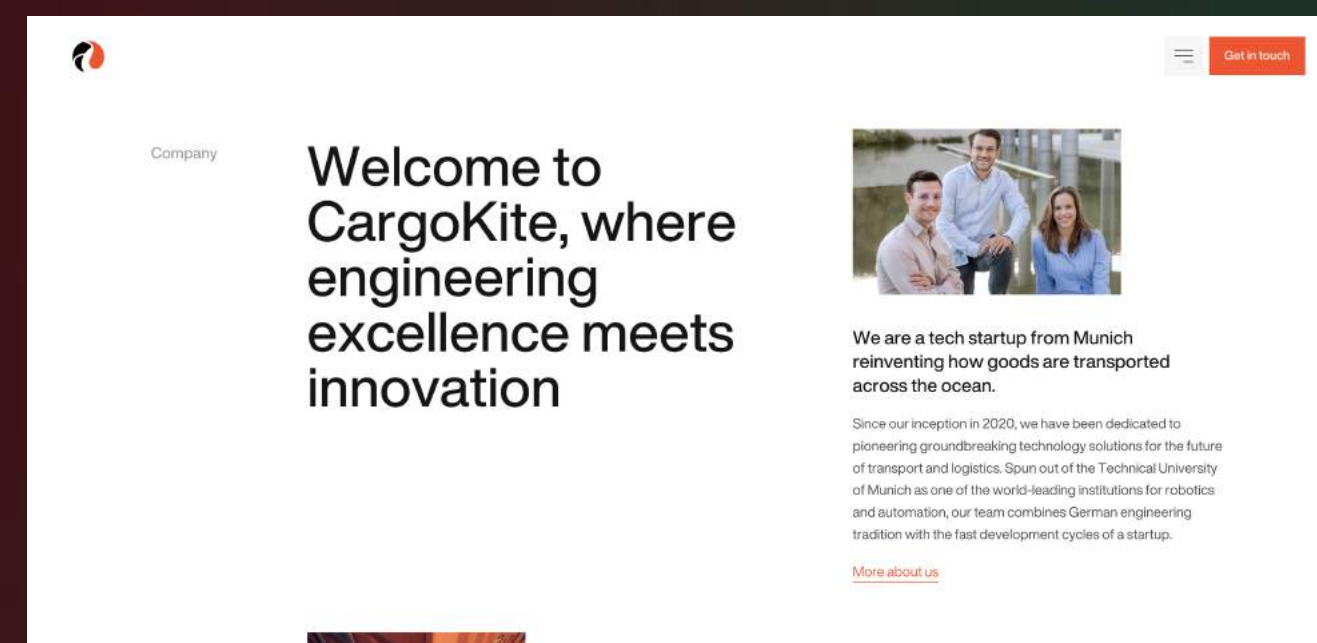 Get in touch
Company
Welcome to
CargoKite, where
engineering
excellence meets
innovation
We are a tech startup from Munich
reinventing how goods are transported
across the ocean.
Since our inception in 2020, we have been dedicated to
pioneering groundbreaking technology solutions for the future
of transport and logistics. Spun out of the Technical University
of Munich as one of the world-leading institutions for robotics
and automation, our team combines German engineering
tradition with the fast development cycles of a startup.
More about us